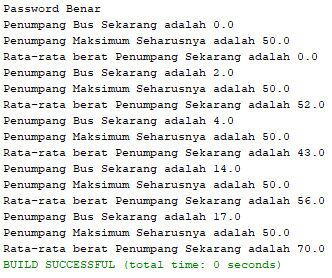 Password Benar
Penumpang Bus Sekarang adalah 0.0
Penumpang Maksimum Seharusnya adalah 50.0
Rata-rata berat Penumpang Sekarang adalah 0.0
Penumpang Bus Sekarang adalah 2.0
Penumpang Maksimum Seharusnya adalah 50.0
Rata-rata berat Penumpang Sekarang adalah 52.0
Penumpang Bus Sekarang adalah 4.0
Penumpang Maksimum Seharusnya adalah 50.0
Rata-rata berat Penumpang Sekarang adalah 43.0
Penumpang Bus Sekarang adalah 14.0
Penumpang Maksimum Seharusnya adalah 50.0
Rata-rata berat Penumpang Sekarang adalah 56.0
Penumpang Bus Sekarang adalah 17.0
Penumpang Maksimum Seharusnya adalah 50.0
Rata-rata berat Penumpang Sekarang adalah 70.0
BUILD SUCCESSFUL (total time: 0 seconds)